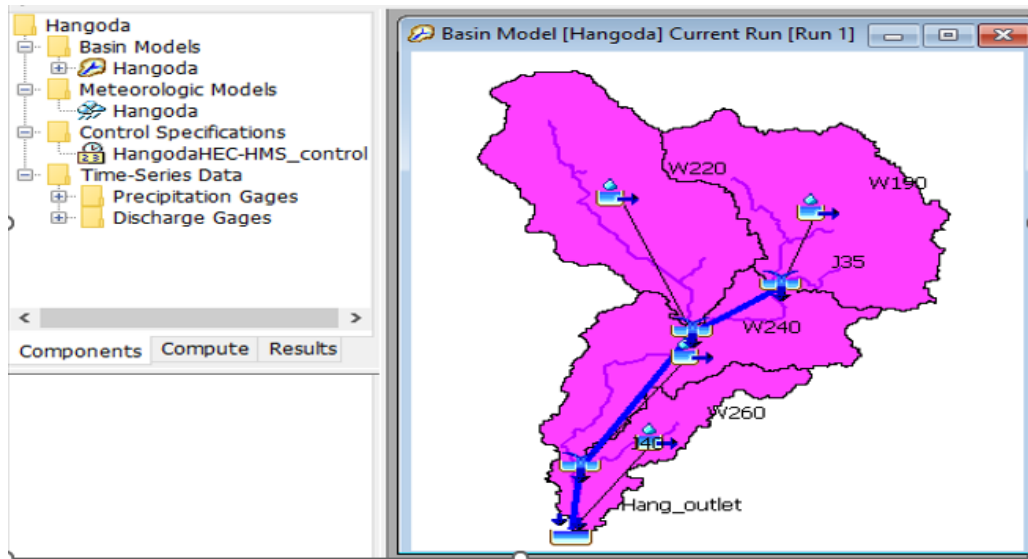 Hangoda
Basin Models
Hangoda
Meteorologic Models
Hangoda
Control Specifications
HangodaHEC-HMS_control
Time-Series Data
Precipitation Gages
Discharge Gages
Components Compute Results
Basin Model [Hangoda] Current Run [Run 1]
W220
W190
J35
W240
W260
J40
Hang_outlet